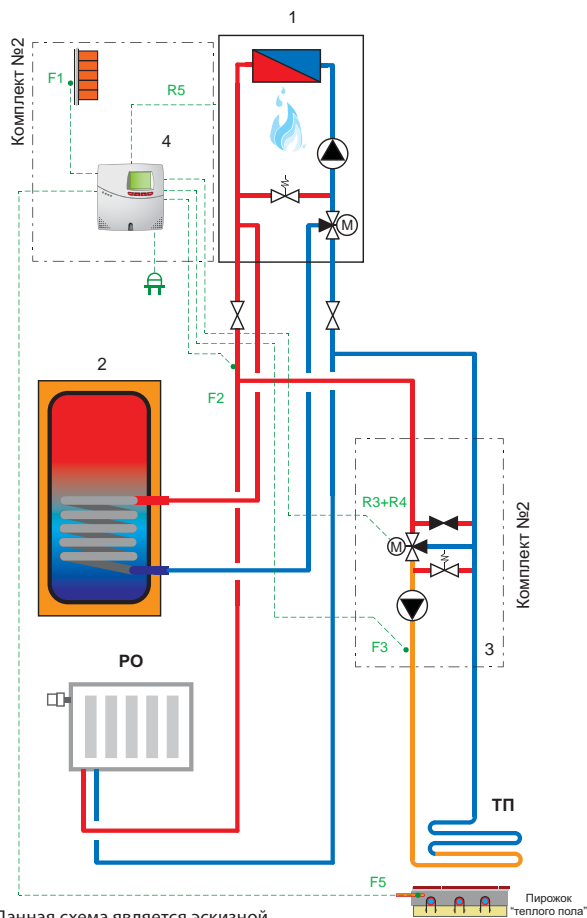 1
Комплект №2
F1
R5
4
2
F2
R3+R4
M
M
Комплект №2
F3
3
РО
ТП
F5
Пирожок
"теплого пола"
Данная схема является эскизной